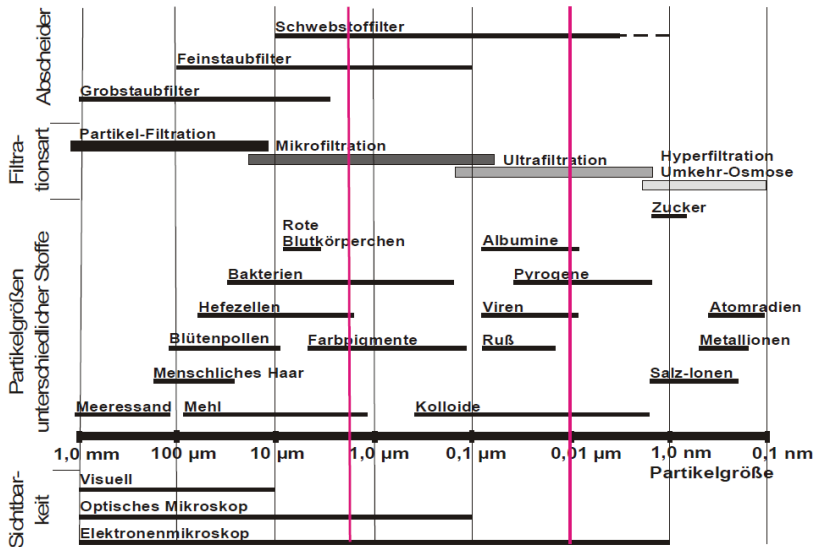 Abscheider
Schwebstoffilter
Feinstaubfilter
Grobstaubfilter
Filtra-
tionsart
Partikel-Filtration
Mikrofiltration
Ultrafiltration
Hyperfiltration
Umkehr-Osmose
Partikelgrößen
unterschiedlicher Stoffe
Zucker
Rote
Blutkörperchen
Albumine
Bakterien
Pyrogene
Hefezellen
Viren
Atomradien
Blütenpollen
Farbpigmente
Ruß
Metallionen
Menschliches Haar
Salz-Ionen
Meeressand
Mehl
Kolloide
1,0 mm
100 µm
10 µm
1,0 µm
0,1 µm
0,01 µm
1,0 nm
0,1 nm
Partikelgröße
Sichtbar-
keit
Visuell
Optisches Mikroskop
Elektronenmikroskop